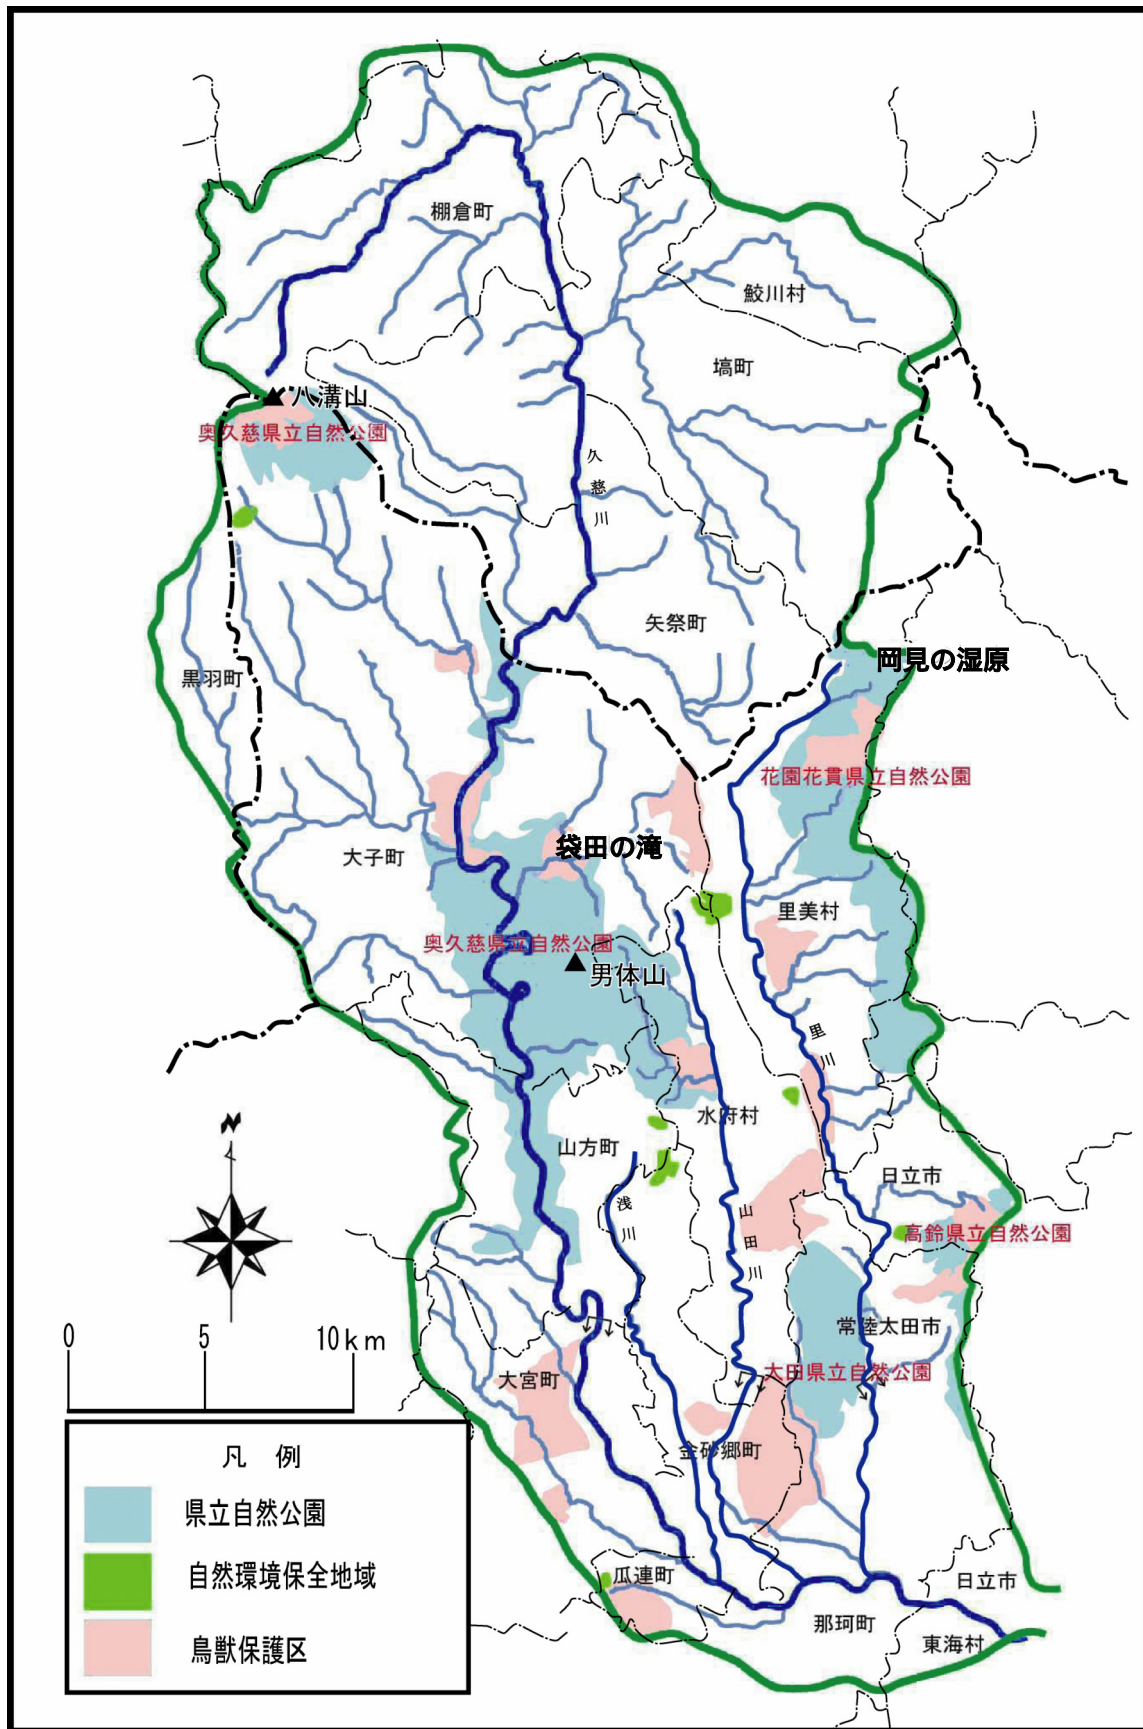 棚倉町
鮫川村
塙町
八溝山
奥久慈県立自然公園
久慈川
矢祭町
岡見の湿原
黒羽町
花園花貫県立自然公園
袋田の滝
大子町
里美村
奥久慈県立自然公園
男体山
里川
水府村
山方町
N
日立市
浅川
山田川
高鈴県立自然公園
常陸太田市
0 5 10km
大田県立自然公園
大宮町
金砂郷町
凡 例
県立自然公園
自然環境保全地域
鳥獣保護区
瓜連町
日立市
那珂町
東海村